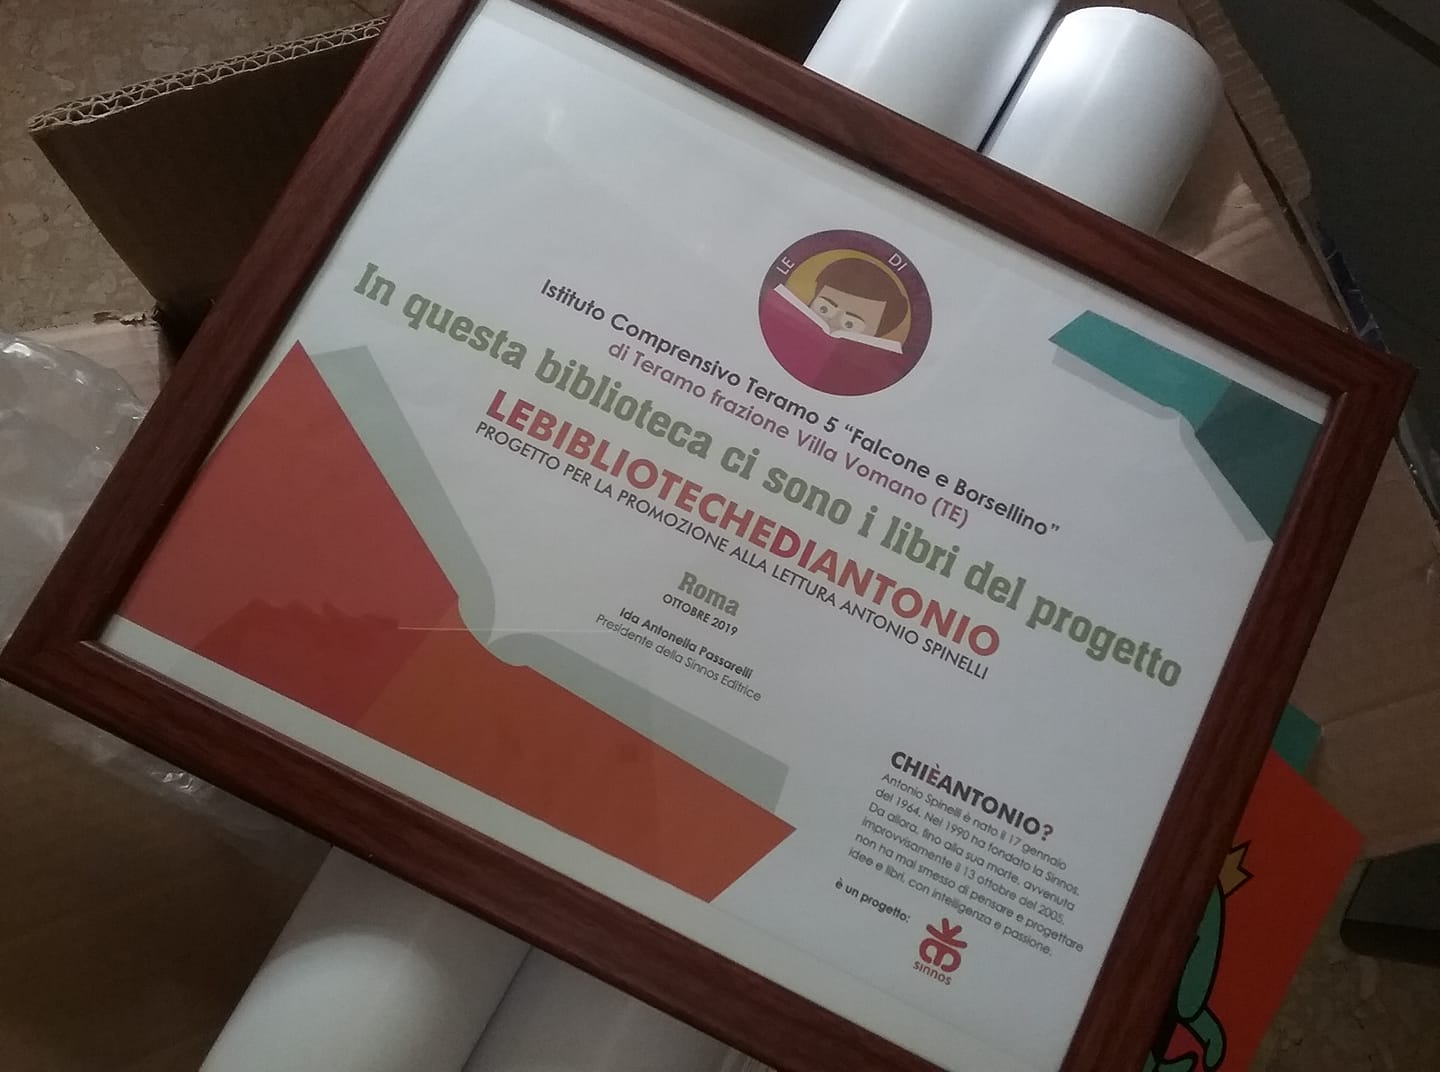 LE DI
Istituto Comprensivo Teramo 5 “Falcone e Borsellino”
di Teramo frazione Villa Vomano (TE)
In questa biblioteca ci sono i libri del progetto
LEBIBLIOTECHEDIANTONIO
PROGETTO PER LA PROMOZIONE ALLA LETTURA ANTONIO SPINELLI
Roma
OTTOBRE 2019
Ida Antonella Passarelli
Presidente della Sinnos Editrice
CHIÈANTONIO?
Antonio Spinelli è nato il 17 gennaio
del 1964. Nel 1990 ha fondato la Sinnos.
Da allora, fino alla sua morte, avvenuta
improvvisamente il 13 ottobre del 2005,
non ha mai smesso di pensare e progettare
idee e libri, con intelligenza e passione.
è un progetto:
sinnos